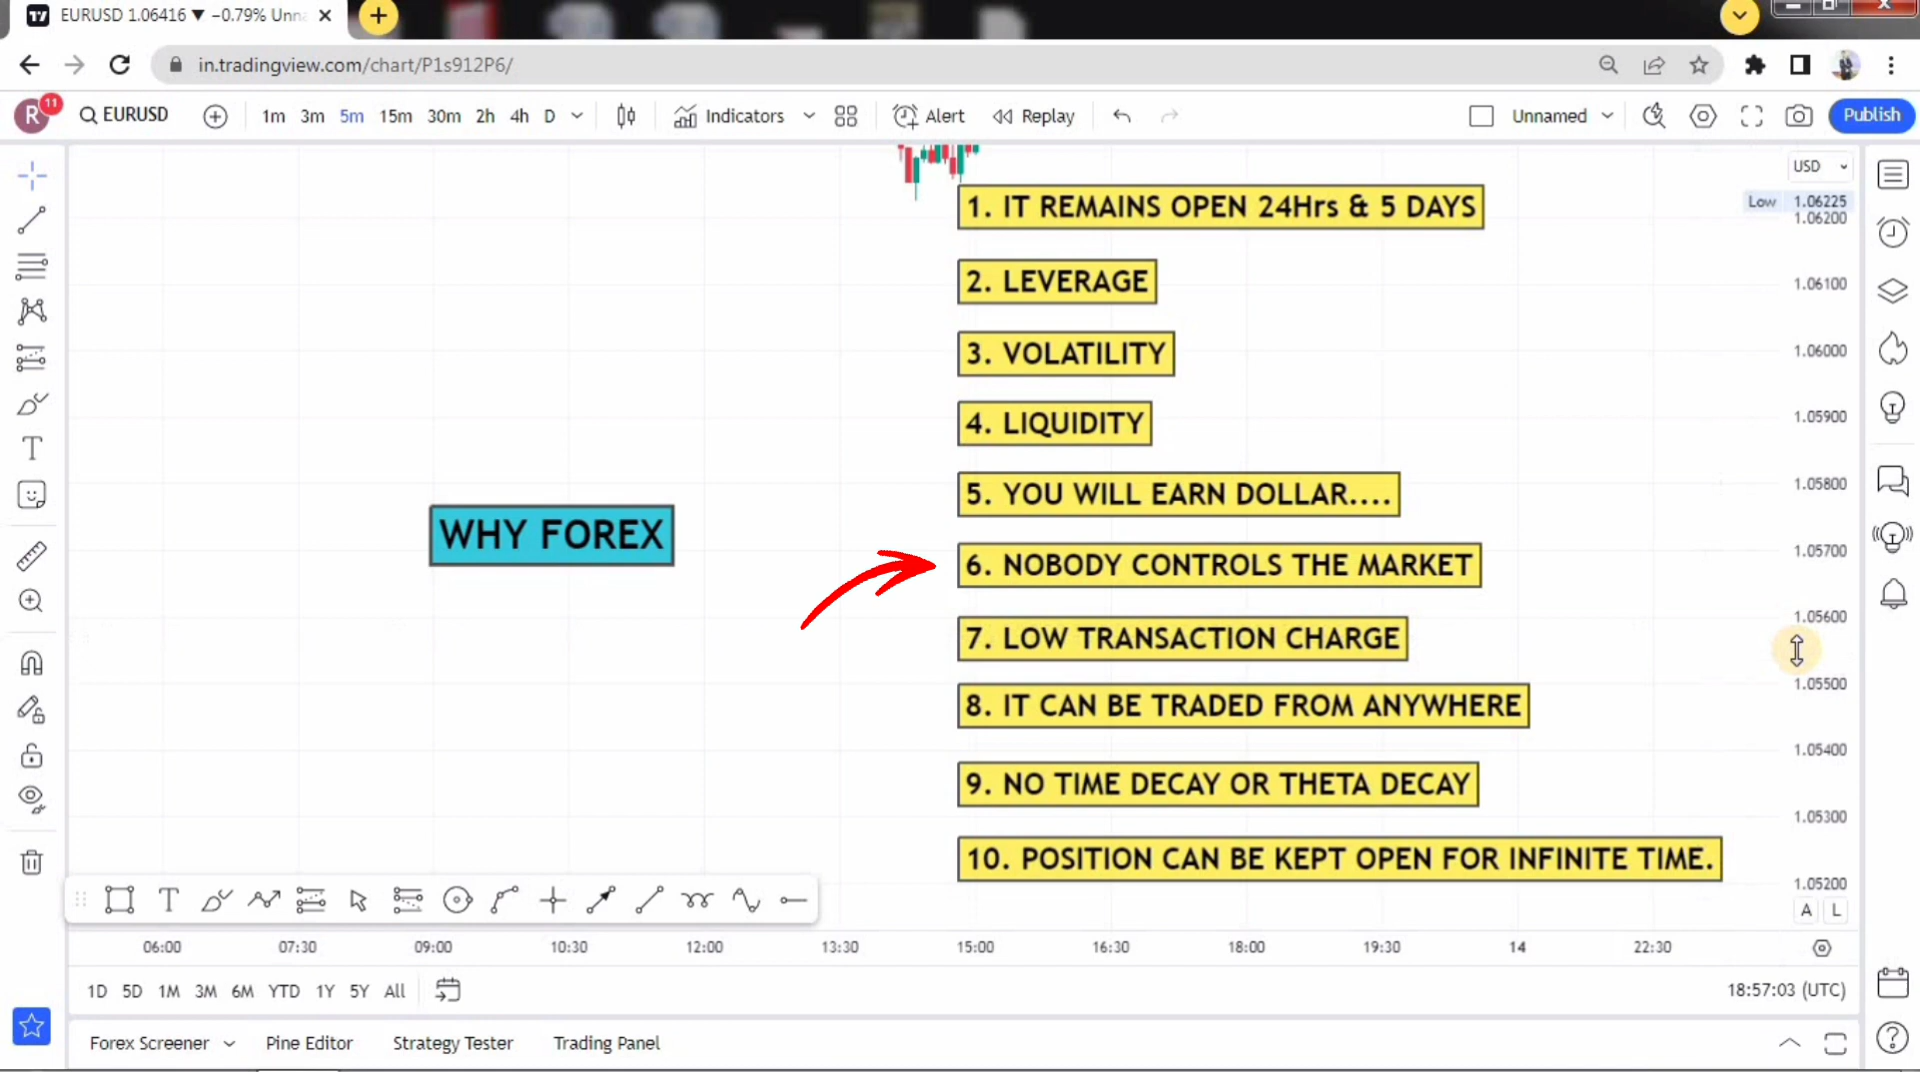 EURUSD 1.06416 ▼ −0.79% Unna
in.tradingview.com/chart/P1s912P6/
R 11 EURUSD 1m 3m 5m 15m 30m 2h 4h D Indicators Alert Replay Unnamed Publish
USD
Low 1.06225
1.06200
1.06100
1.06000
1.05900
1.05800
1.05700
1.05600
1.05500
1.05400
1.05300
1.05200
A L
WHY FOREX
1. IT REMAINS OPEN 24Hrs & 5 DAYS
2. LEVERAGE
3. VOLATILITY
4. LIQUIDITY
5. YOU WILL EARN DOLLAR....
6. NOBODY CONTROLS THE MARKET
7. LOW TRANSACTION CHARGE
8. IT CAN BE TRADED FROM ANYWHERE
9. NO TIME DECAY OR THETA DECAY
10. POSITION CAN BE KEPT OPEN FOR INFINITE TIME.
06:00 07:30 09:00 10:30 12:00 13:30 15:00 16:30 18:00 19:30 14 22:30
1D 5D 1M 3M 6M YTD 1Y 5Y All 18:57:03 (UTC)
Forex Screener Pine Editor Strategy Tester Trading Panel